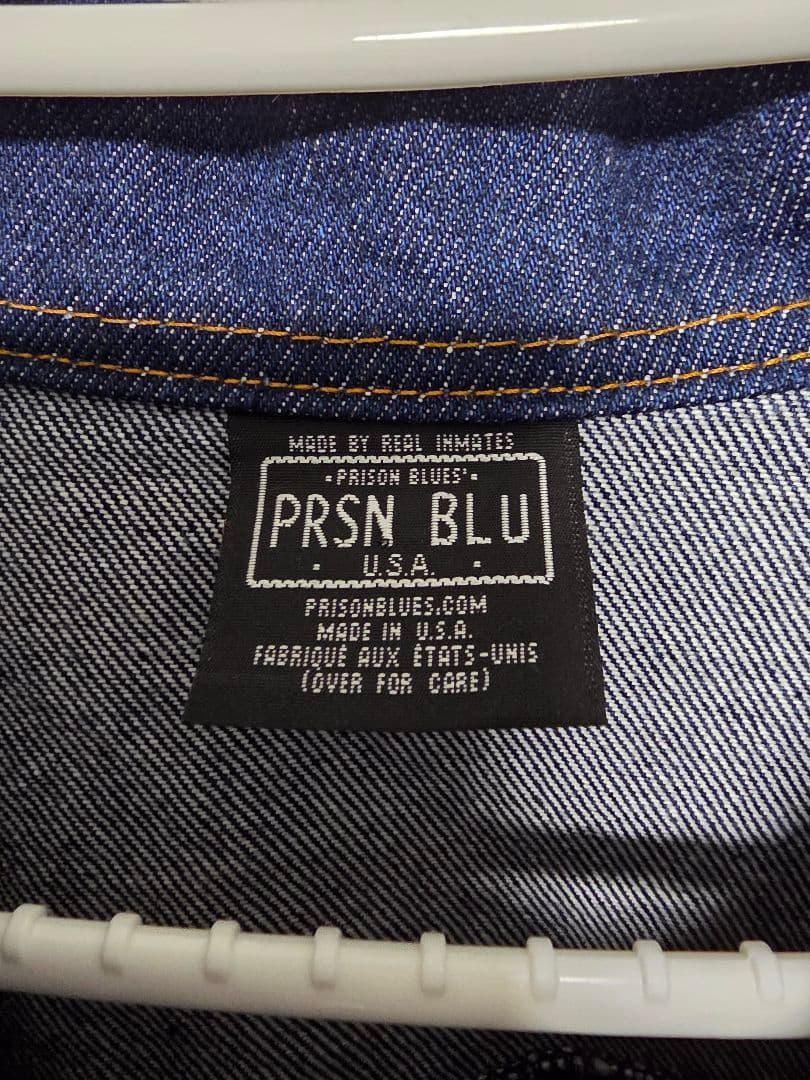 MADE BY REAL INMATES
• PRISON BLUES' •
PRSN BLU
• U.S.A. •
PRISONBLUES.COM
MADE IN U.S.A.
FABRIQUÉ AUX ÉTATS-UNIS
(OVER FOR CARE)